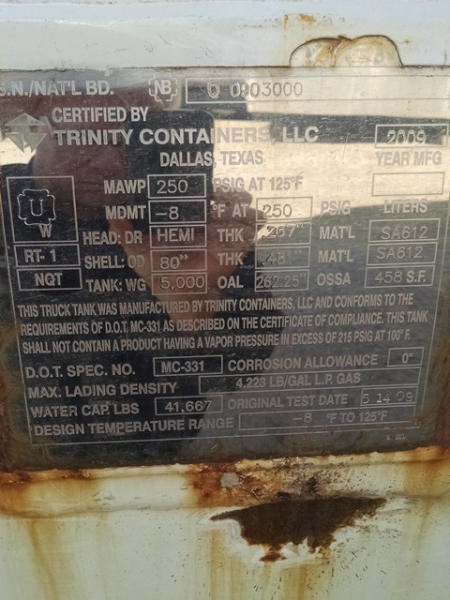 S.N./NAT'L BD. NB 0903000
CERTIFIED BY
TRINITY CONTAINERS, LLC 2009
DALLAS, TEXAS YEAR MFG
MAWP 250 PSIG AT 125°F
U W MDMT -8 °F AT 250 PSIG LITERS
HEAD: DR HEMI THK MAT'L SA612
RT-1 SHELL: OD 80" THK MAT'L SA612
NQT TANK: WG 5,000 OAL 262.25" OSSA 458 S.F.
THIS TRUCK TANK WAS MANUFACTURED BY TRINITY CONTAINERS, LLC AND CONFORMS TO THE
REQUIREMENTS OF D.O.T. MC-331 AS DESCRIBED ON THE CERTIFICATE OF COMPLIANCE. THIS TANK
SHALL NOT CONTAIN A PRODUCT HAVING A VAPOR PRESSURE IN EXCESS OF 215 PSIG AT 100°F.
D.O.T. SPEC. NO. MC-331 CORROSION ALLOWANCE 0"
MAX. LADING DENSITY 4.223 LB/GAL L.P. GAS
WATER CAP. LBS 41,667 ORIGINAL TEST DATE 5 14 09
DESIGN TEMPERATURE RANGE -8 °F TO 125°F